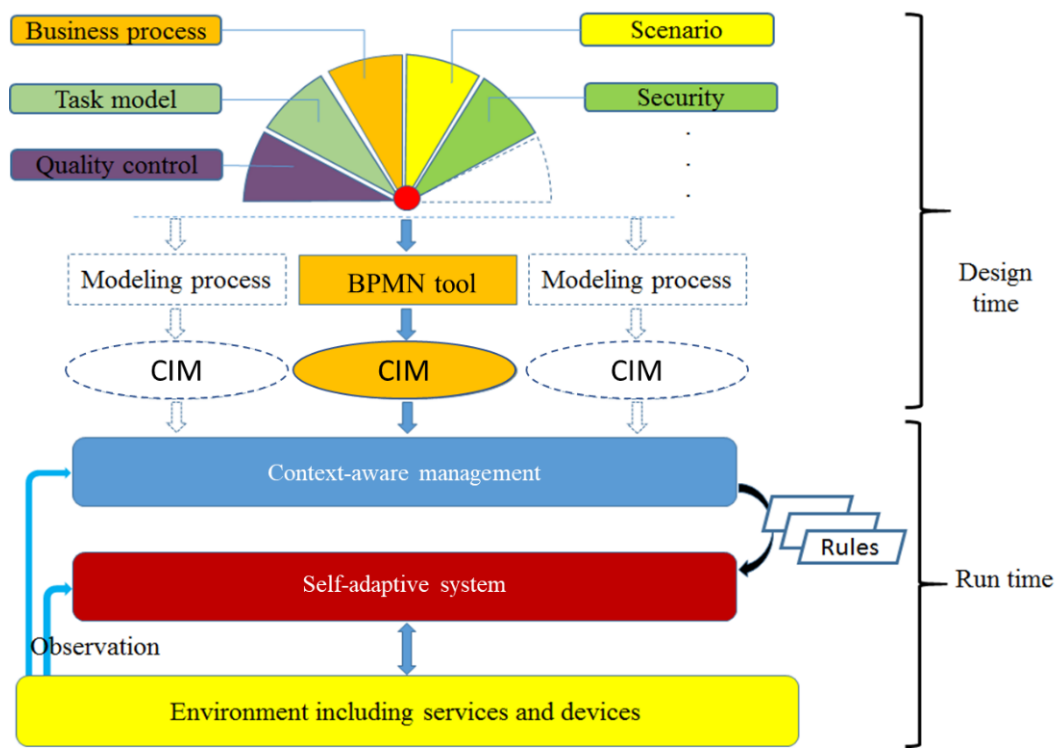 Business process
Scenario
Task model
Security
Quality control
Modeling process
BPMN tool
Modeling process
Design
time
CIM
CIM
CIM
Context-aware management
Rules
Self-adaptive system
Run time
Observation
Environment including services and devices